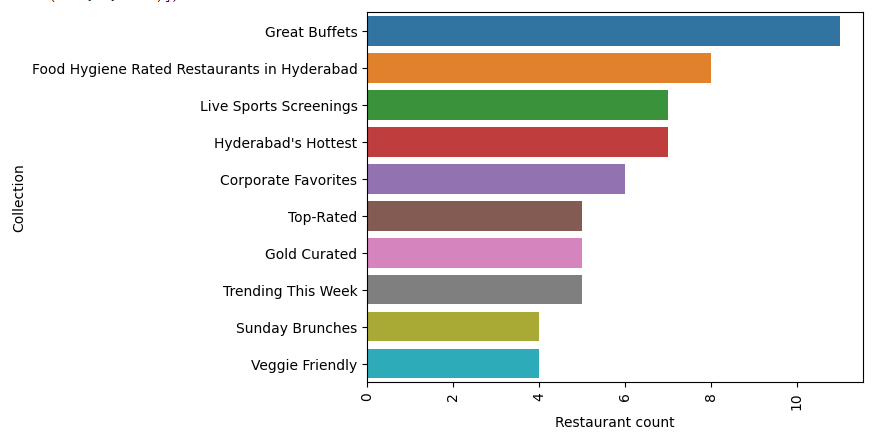 Great Buffets
Food Hygiene Rated Restaurants in Hyderabad
Live Sports Screenings
Hyderabad's Hottest
Corporate Favorites
Top-Rated
Gold Curated
Trending This Week
Sunday Brunches
Veggie Friendly
Collection
0 2 4 6 8 10
Restaurant count